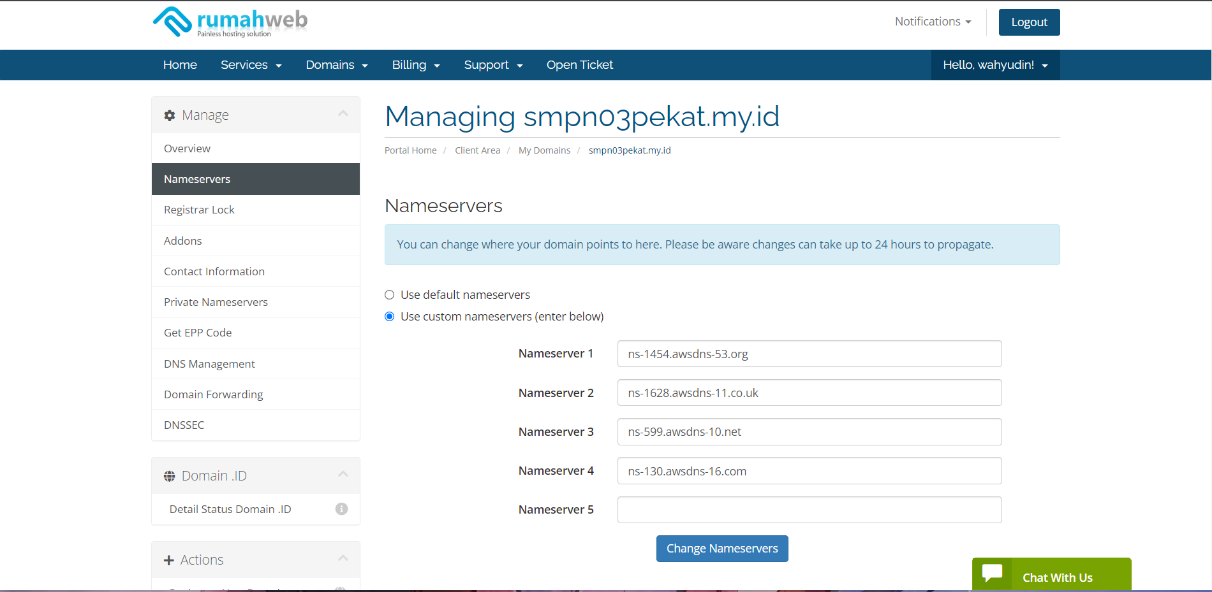 rumahweb
Painless hosting solution
Notifications
Logout
Home
Services
Domains
Billing
Support
Open Ticket
Hello, wahyudin!
Manage
Overview
Nameservers
Registrar Lock
Addons
Contact Information
Private Nameservers
Get EPP Code
DNS Management
Domain Forwarding
DNSSEC
Domain .ID
Detail Status Domain .ID
Actions
Managing smpn03pekat.my.id
Portal Home / Client Area / My Domains / smpn03pekat.my.id
Nameservers
You can change where your domain points to here. Please be aware changes can take up to 24 hours to propagate.
Use default nameservers
Use custom nameservers (enter below)
Nameserver 1 ns-1454.awsdns-53.org
Nameserver 2 ns-1628.awsdns-11.co.uk
Nameserver 3 ns-599.awsdns-10.net
Nameserver 4 ns-130.awsdns-16.com
Nameserver 5
Change Nameservers
Chat With Us